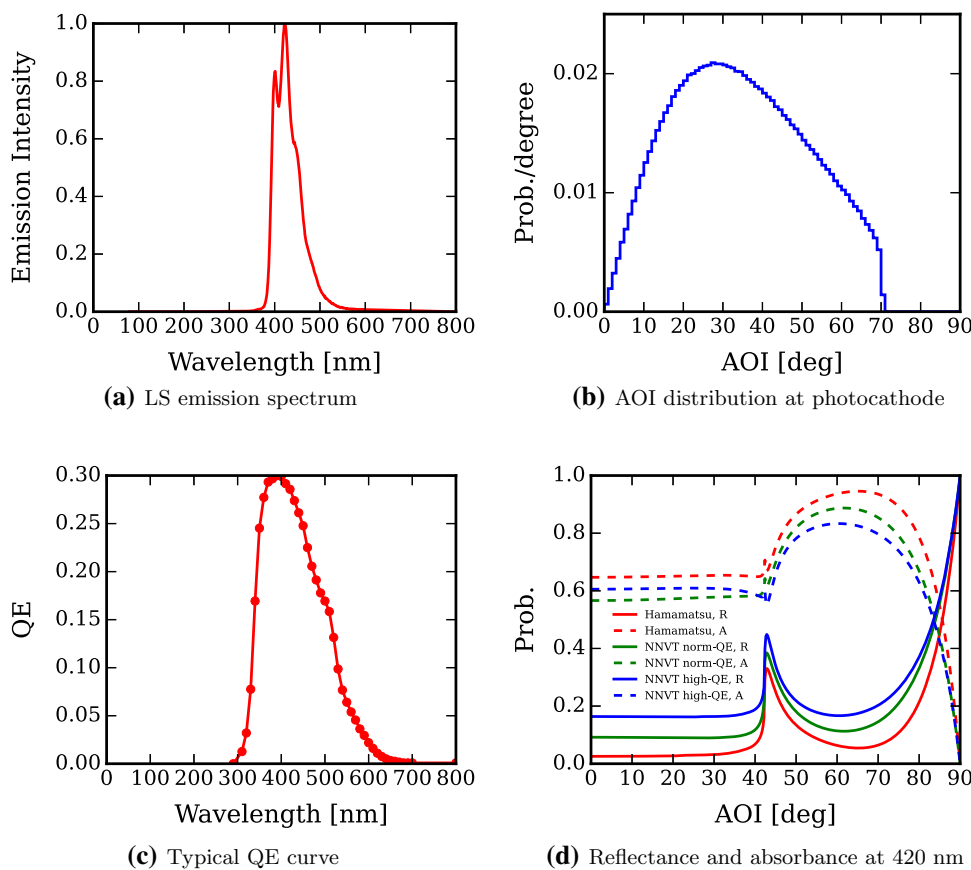 1.0
0.8
0.6
0.4
0.2
0.0
Emission Intensity
0 100 200 300 400 500 600 700 800
Wavelength [nm]
(a) LS emission spectrum
0.02
0.01
0.00
Prob./degree
0 10 20 30 40 50 60 70 80 90
AOI [deg]
(b) AOI distribution at photocathode
0.30
0.25
0.20
0.15
0.10
0.05
0.00
QE
0 100 200 300 400 500 600 700 800
Wavelength [nm]
(c) Typical QE curve
1.0
0.8
0.6
0.4
0.2
0.0
Prob.
Hamamatsu, R
Hamamatsu, A
NNVT norm-QE, R
NNVT norm-QE, A
NNVT high-QE, R
NNVT high-QE, A
0 10 20 30 40 50 60 70 80 90
AOI [deg]
(d) Reflectance and absorbance at 420 nm